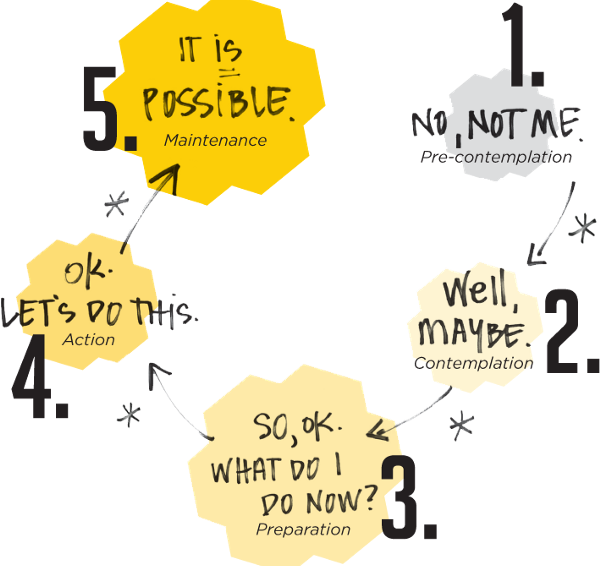 1.
NO, NOT ME.
Pre-contemplation
*
2.
Well,
MAYBE.
Contemplation
*
3.
SO, OK.
WHAT DO I
DO NOW?
Preparation
*
4.
OK.
LET'S DO THIS.
Action
*
5.
IT IS
POSSIBLE.
Maintenance